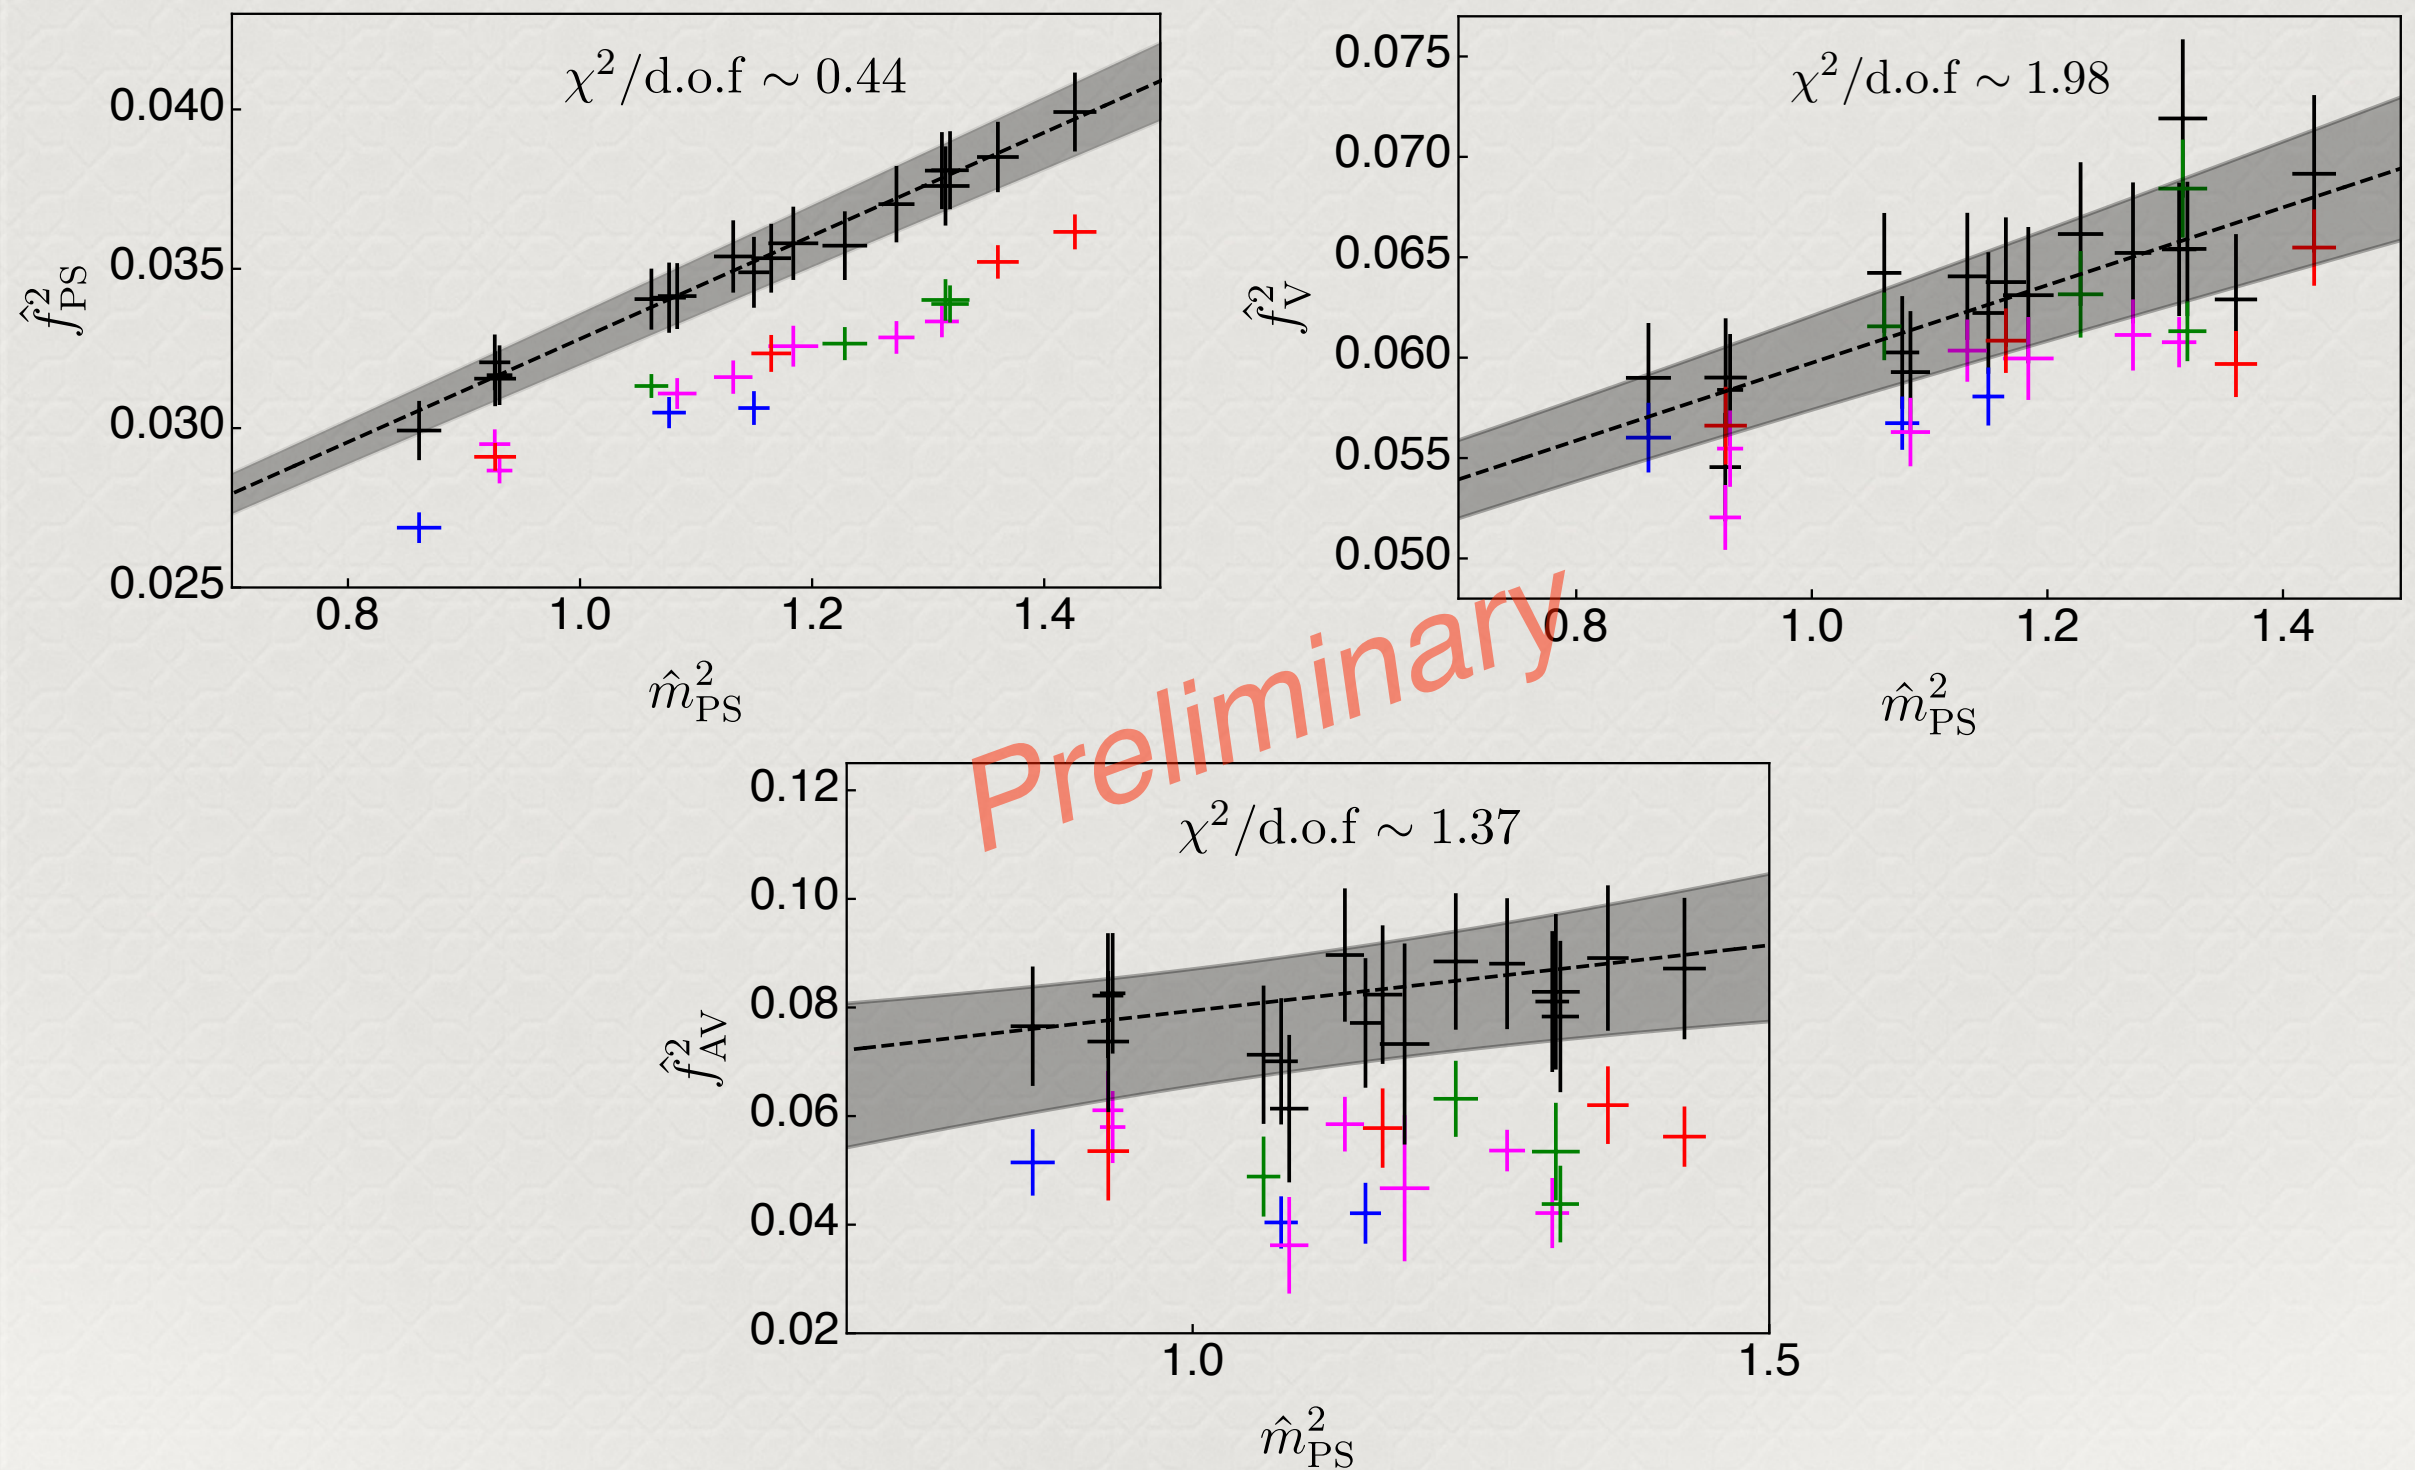 χ²/d.o.f ∼ 0.44
0.040
0.035
0.030
0.025
f̂²_PS
0.8 1.0 1.2 1.4
m̂²_PS
χ²/d.o.f ∼ 1.98
0.075
0.070
0.065
0.060
0.055
0.050
f̂²_V
0.8 1.0 1.2 1.4
m̂²_PS
Preliminary
χ²/d.o.f ∼ 1.37
0.12
0.10
0.08
0.06
0.04
0.02
f̂²_AV
1.0 1.5
m̂²_PS